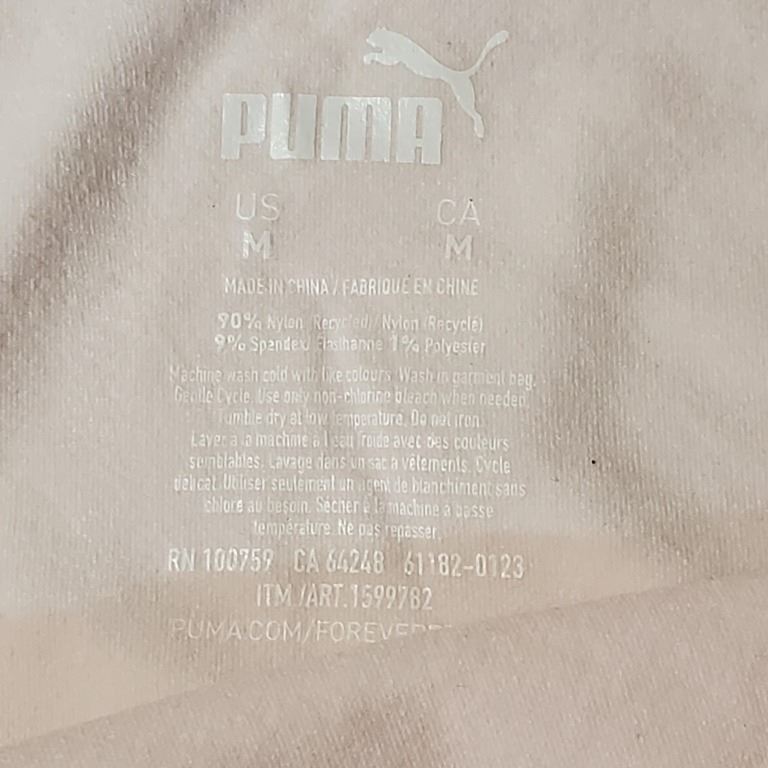 PUMA
US CA
M M
MADE IN CHINA / FABRIQUE EN CHINE
90% Nylon (Recycled)/ Nylon (Recyclé)
9% Spandex/ Elasthanne 1% Polyester
Machine wash cold with like colours. Wash in garment bag.
Gentle Cycle. Use only non-chlorine bleach when needed.
Tumble dry at low temperature. Do not iron.
Laver à la machine à l'eau froide avec des couleurs
semblables. Lavage dans un sac à vêtements. Cycle
délicat. Utiliser seulement un agent de blanchiment sans
chlore au besoin. Sécher à la machine à basse
température. Ne pas repasser.
RN 100759 CA 64248 61182-0123
ITM./ART.1599782
PUMA.COM/